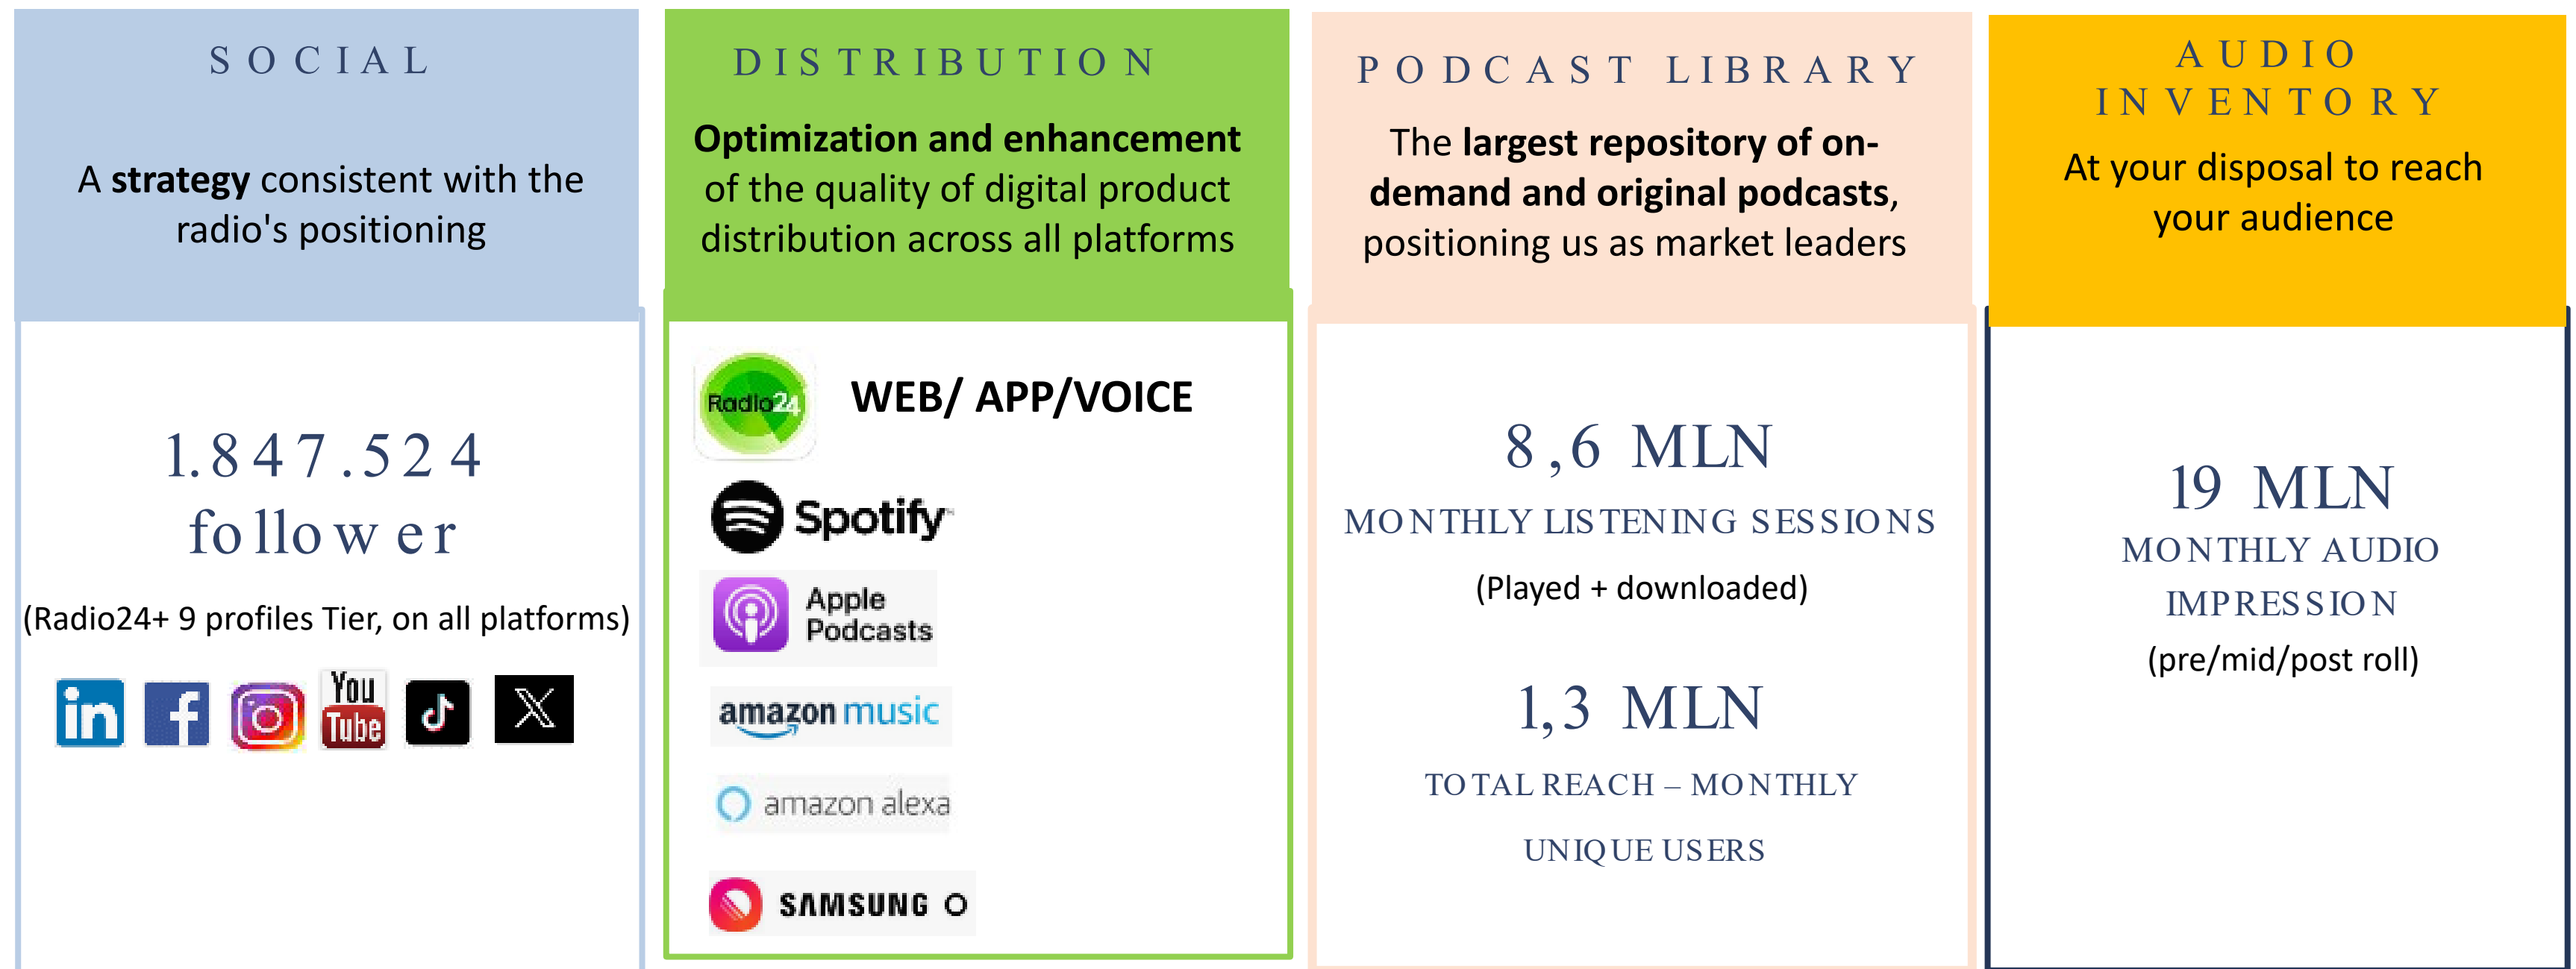 SOCIAL
A strategy consistent with the
radio's positioning
1.847.524
follower
(Radio24+ 9 profiles Tier, on all platforms)
in
f
You
Tube
X
DISTRIBUTION
Optimization and enhancement
of the quality of digital product
distribution across all platforms
Radio24
WEB/ APP/VOICE
Spotify
Apple
Podcasts
amazon music
amazon alexa
SAMSUNG O
PODCAST LIBRARY
The largest repository of on-
demand and original podcasts,
positioning us as market leaders
8,6 MLN
MONTHLY LISTENING SESSIONS
(Played + downloaded)
1,3 MLN
TOTAL REACH – MONTHLY
UNIQUE USERS
AUDIO
INVENTORY
At your disposal to reach
your audience
19 MLN
MONTHLY AUDIO
IMPRESSION
(pre/mid/post roll)